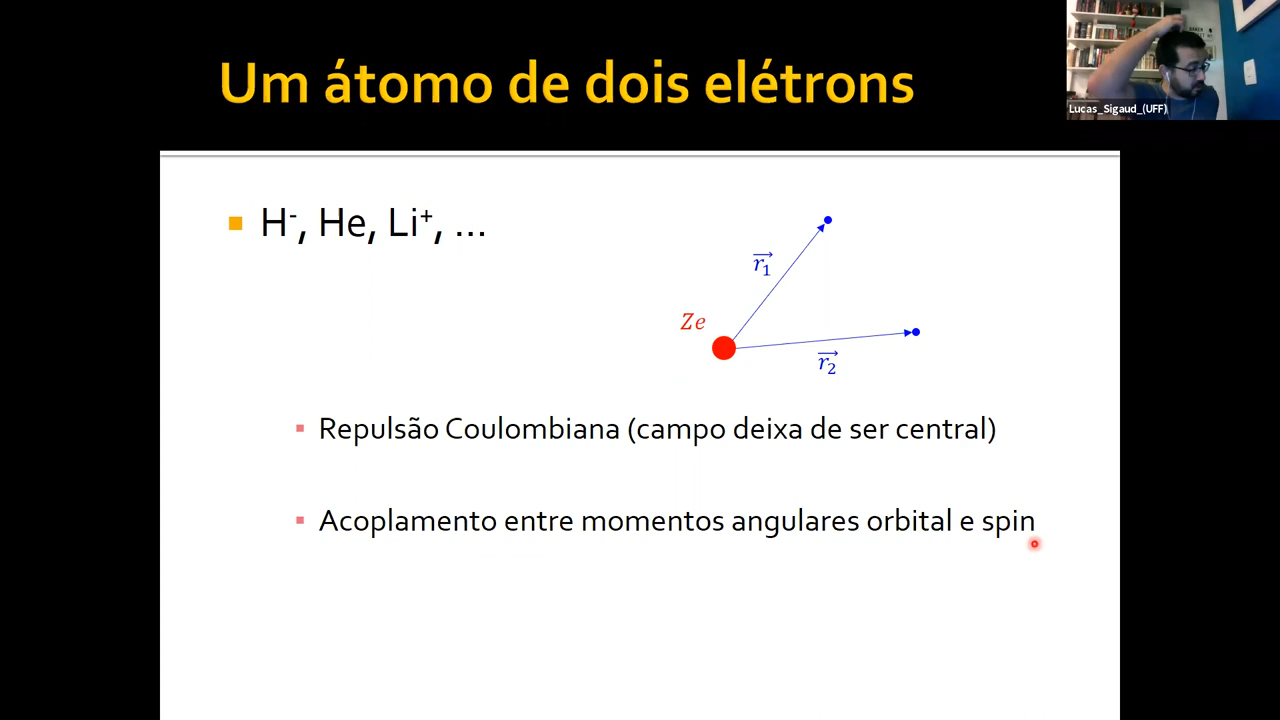 Um átomo de dois elétrons
Lucas_Sigaud_(UFF)
H⁻, He, Li⁺, ...
r₁
Ze
r₂
Repulsão Coulombiana (campo deixa de ser central)
Acoplamento entre momentos angulares orbital e spin